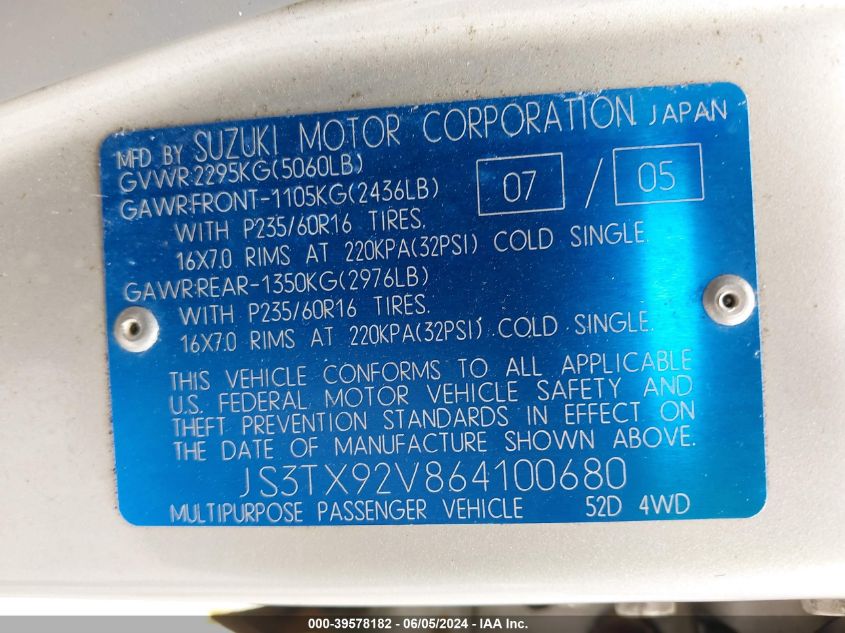 MFD BY SUZUKI MOTOR CORPORATION JAPAN
GVWR:2295KG(5060LB)
GAWR:FRONT-1105KG(2436LB) 07 / 05
WITH P235/60R16 TIRES,
16X7.0 RIMS AT 220KPA(32PSI) COLD SINGLE.
GAWR:REAR-1350KG(2976LB)
WITH P235/60R16 TIRES.
16X7.0 RIMS AT 220KPA(32PSI) COLD SINGLE.
THIS VEHICLE CONFORMS TO ALL APPLICABLE
U.S. FEDERAL MOTOR VEHICLE SAFETY AND
THEFT PREVENTION STANDARDS IN EFFECT ON
THE DATE OF MANUFACTURE SHOWN ABOVE.
JS3TX92V864100680
MULTIPURPOSE PASSENGER VEHICLE 52D 4WD
000-39578182 - 06/05/2024 - IAA Inc.